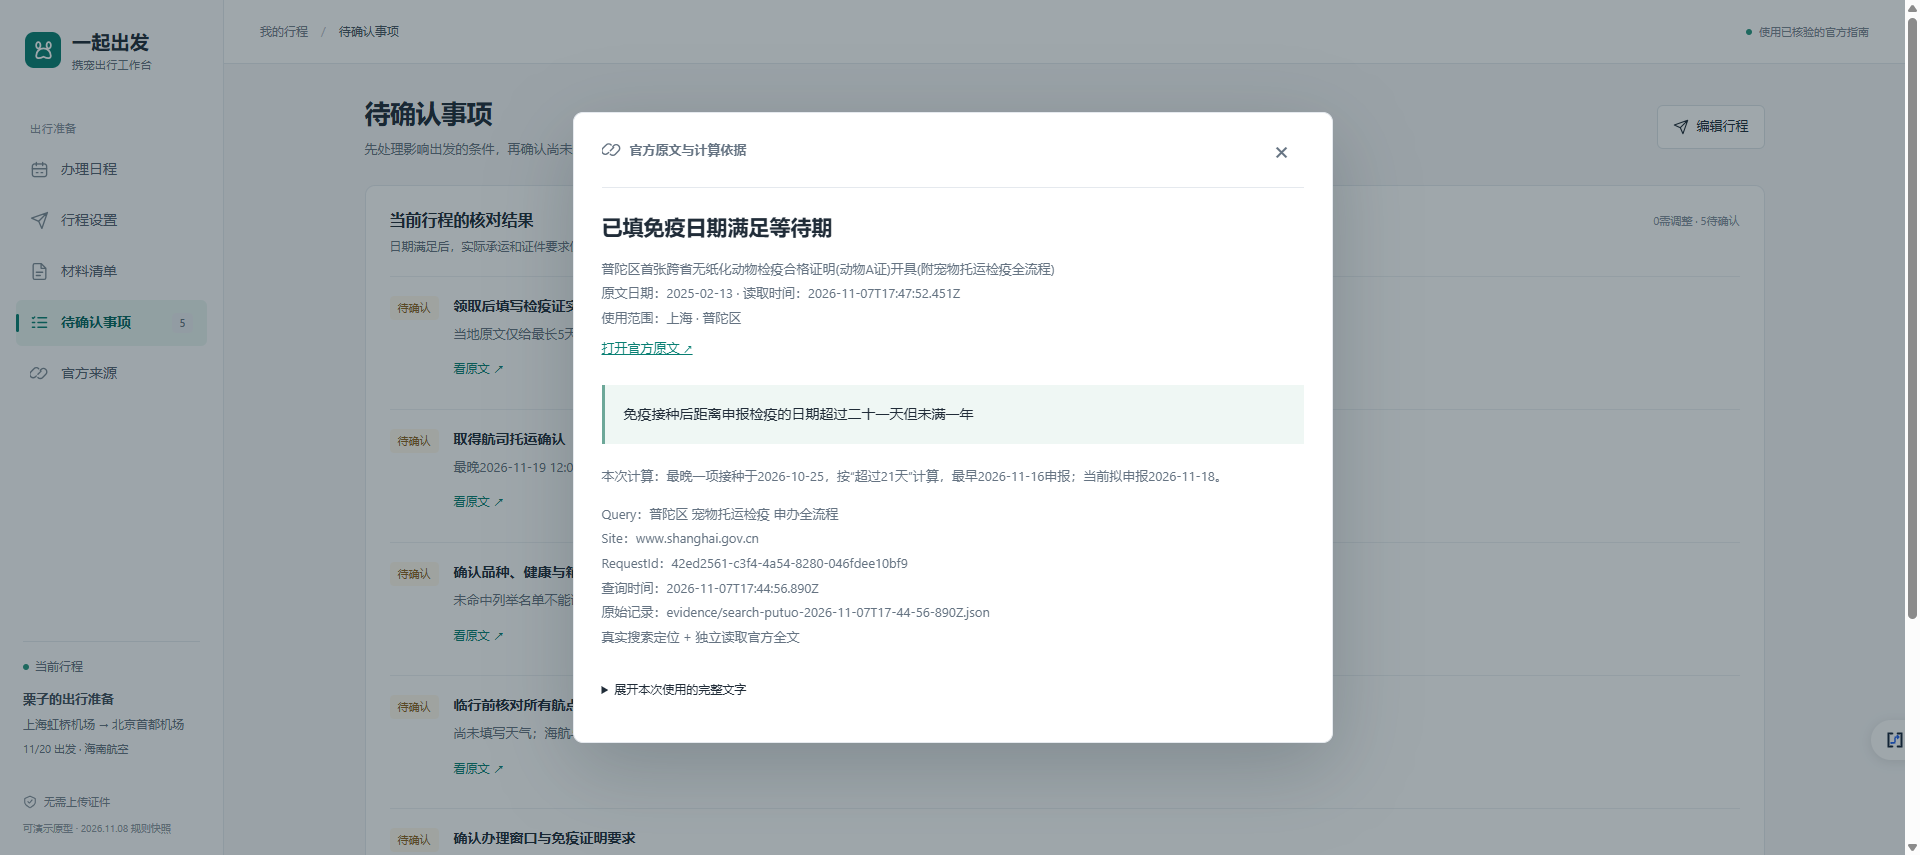 一起出发
携宠出行工作台
出行准备
办理日程
行程设置
材料清单
待确认事项 5
官方来源
当前行程
栗子的出行准备
上海虹桥机场 → 北京首都机场
11/20 出发 · 海南航空
无需上传证件
可演示原型 · 2026.11.08 规则快照
我的行程 / 待确认事项
使用已核验的官方指南
待确认事项
先处理影响出发的条件，再确认尚未
编辑行程
当前行程的核对结果
日期满足后，实际承运和证件要求
0需调整 · 5待确认
待确认 领取后填写检疫证实
当地原文仅给最长5天
看原文 ↗
待确认 取得航司托运确认
最晚2026-11-19 12:0
看原文 ↗
待确认 确认品种、健康与
未命中列举名单不能
看原文 ↗
待确认 临行前核对所有航
尚未填写天气；海航
看原文 ↗
待确认 确认办理窗口与免疫证明要求
官方原文与计算依据
已填免疫日期满足等待期
普陀区首张跨省无纸化动物检疫合格证明(动物A证)开具(附宠物托运检疫全流程)
原文日期：2025-02-13 · 读取时间：2026-11-07T17:47:52.451Z
使用范围：上海 · 普陀区
打开官方原文 ↗
免疫接种后距离申报检疫的日期超过二十一天但未满一年
本次计算：最晚一项接种于2026-10-25，按“超过21天”计算，最早2026-11-16申报；当前拟申报2026-11-18。
Query：普陀区 宠物托运检疫 申办全流程
Site：www.shanghai.gov.cn
RequestId：42ed2561-c3f4-4a54-8280-046fdee10bf9
查询时间：2026-11-07T17:44:56.890Z
原始记录：evidence/search-putuo-2026-11-07T17-44-56-890Z.json
真实搜索定位 + 独立读取官方全文
▶ 展开本次使用的完整文字